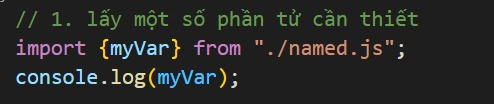 // 1. lấy một số phần tử cần thiết
import {myVar} from "./named.js";
console.log(myVar);